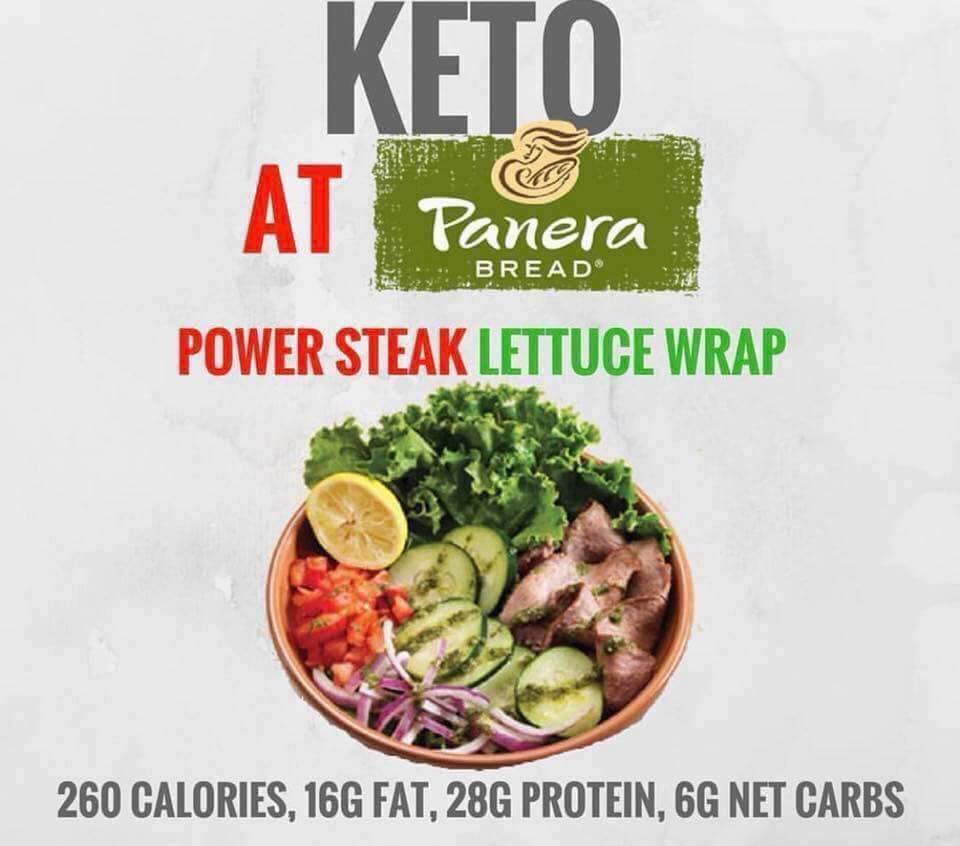 KETO
AT
Panera
BREAD®
POWER STEAK LETTUCE WRAP
260 CALORIES, 16G FAT, 28G PROTEIN, 6G NET CARBS